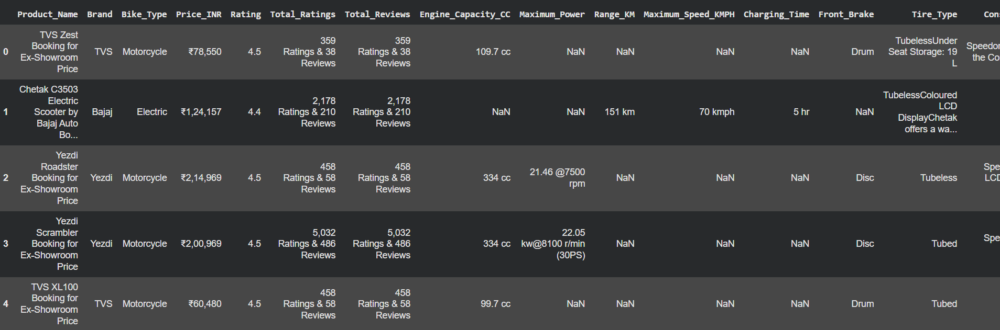 Product_Name Brand Bike_Type Price_INR Rating Total_Ratings Total_Reviews Engine_Capacity_CC Maximum_Power Range_KM Maximum_Speed_KMPH Charging_Time Front_Brake Tire_Type Con
0 TVS Zest Booking for Ex-Showroom Price TVS Motorcycle ₹78,550 4.5 359 Ratings & 38 Reviews 359 Ratings & 38 Reviews 109.7 cc NaN NaN NaN NaN Drum TubelessUnder Seat Storage: 19 L Speedo the Co
1 Chetak C3503 Electric Scooter by Bajaj Auto Bo... Bajaj Electric ₹1,24,157 4.4 2,178 Ratings & 210 Reviews 2,178 Ratings & 210 Reviews NaN NaN 151 km 70 kmph 5 hr NaN TubelessColoured LCD DisplayChetak offers a wa...
2 Yezdi Roadster Booking for Ex-Showroom Price Yezdi Motorcycle ₹2,14,969 4.5 458 Ratings & 58 Reviews 458 Ratings & 58 Reviews 334 cc 21.46 @7500 rpm NaN NaN NaN Disc Tubeless Spe LCD
3 Yezdi Scrambler Booking for Ex-Showroom Price Yezdi Motorcycle ₹2,00,969 4.5 5,032 Ratings & 486 Reviews 5,032 Ratings & 486 Reviews 334 cc 22.05 kw@8100 r/min (30PS) NaN NaN NaN Disc Tubed Spe
4 TVS XL100 Booking for Ex-Showroom Price TVS Motorcycle ₹60,480 4.5 458 Ratings & 58 Reviews 458 Ratings & 58 Reviews 99.7 cc NaN NaN NaN NaN Drum Tubed